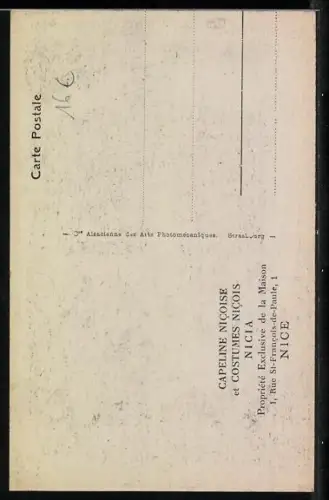 Carte Postale
16 €
Cie Alsacienne des Arts Photomécaniques. Strasbourg
CAPELINE NIÇOISE
et COSTUMES NIÇOIS
NICIA
Propriété Exclusive de la Maison
1, Rue St-François-de-Paule, 1
NICE